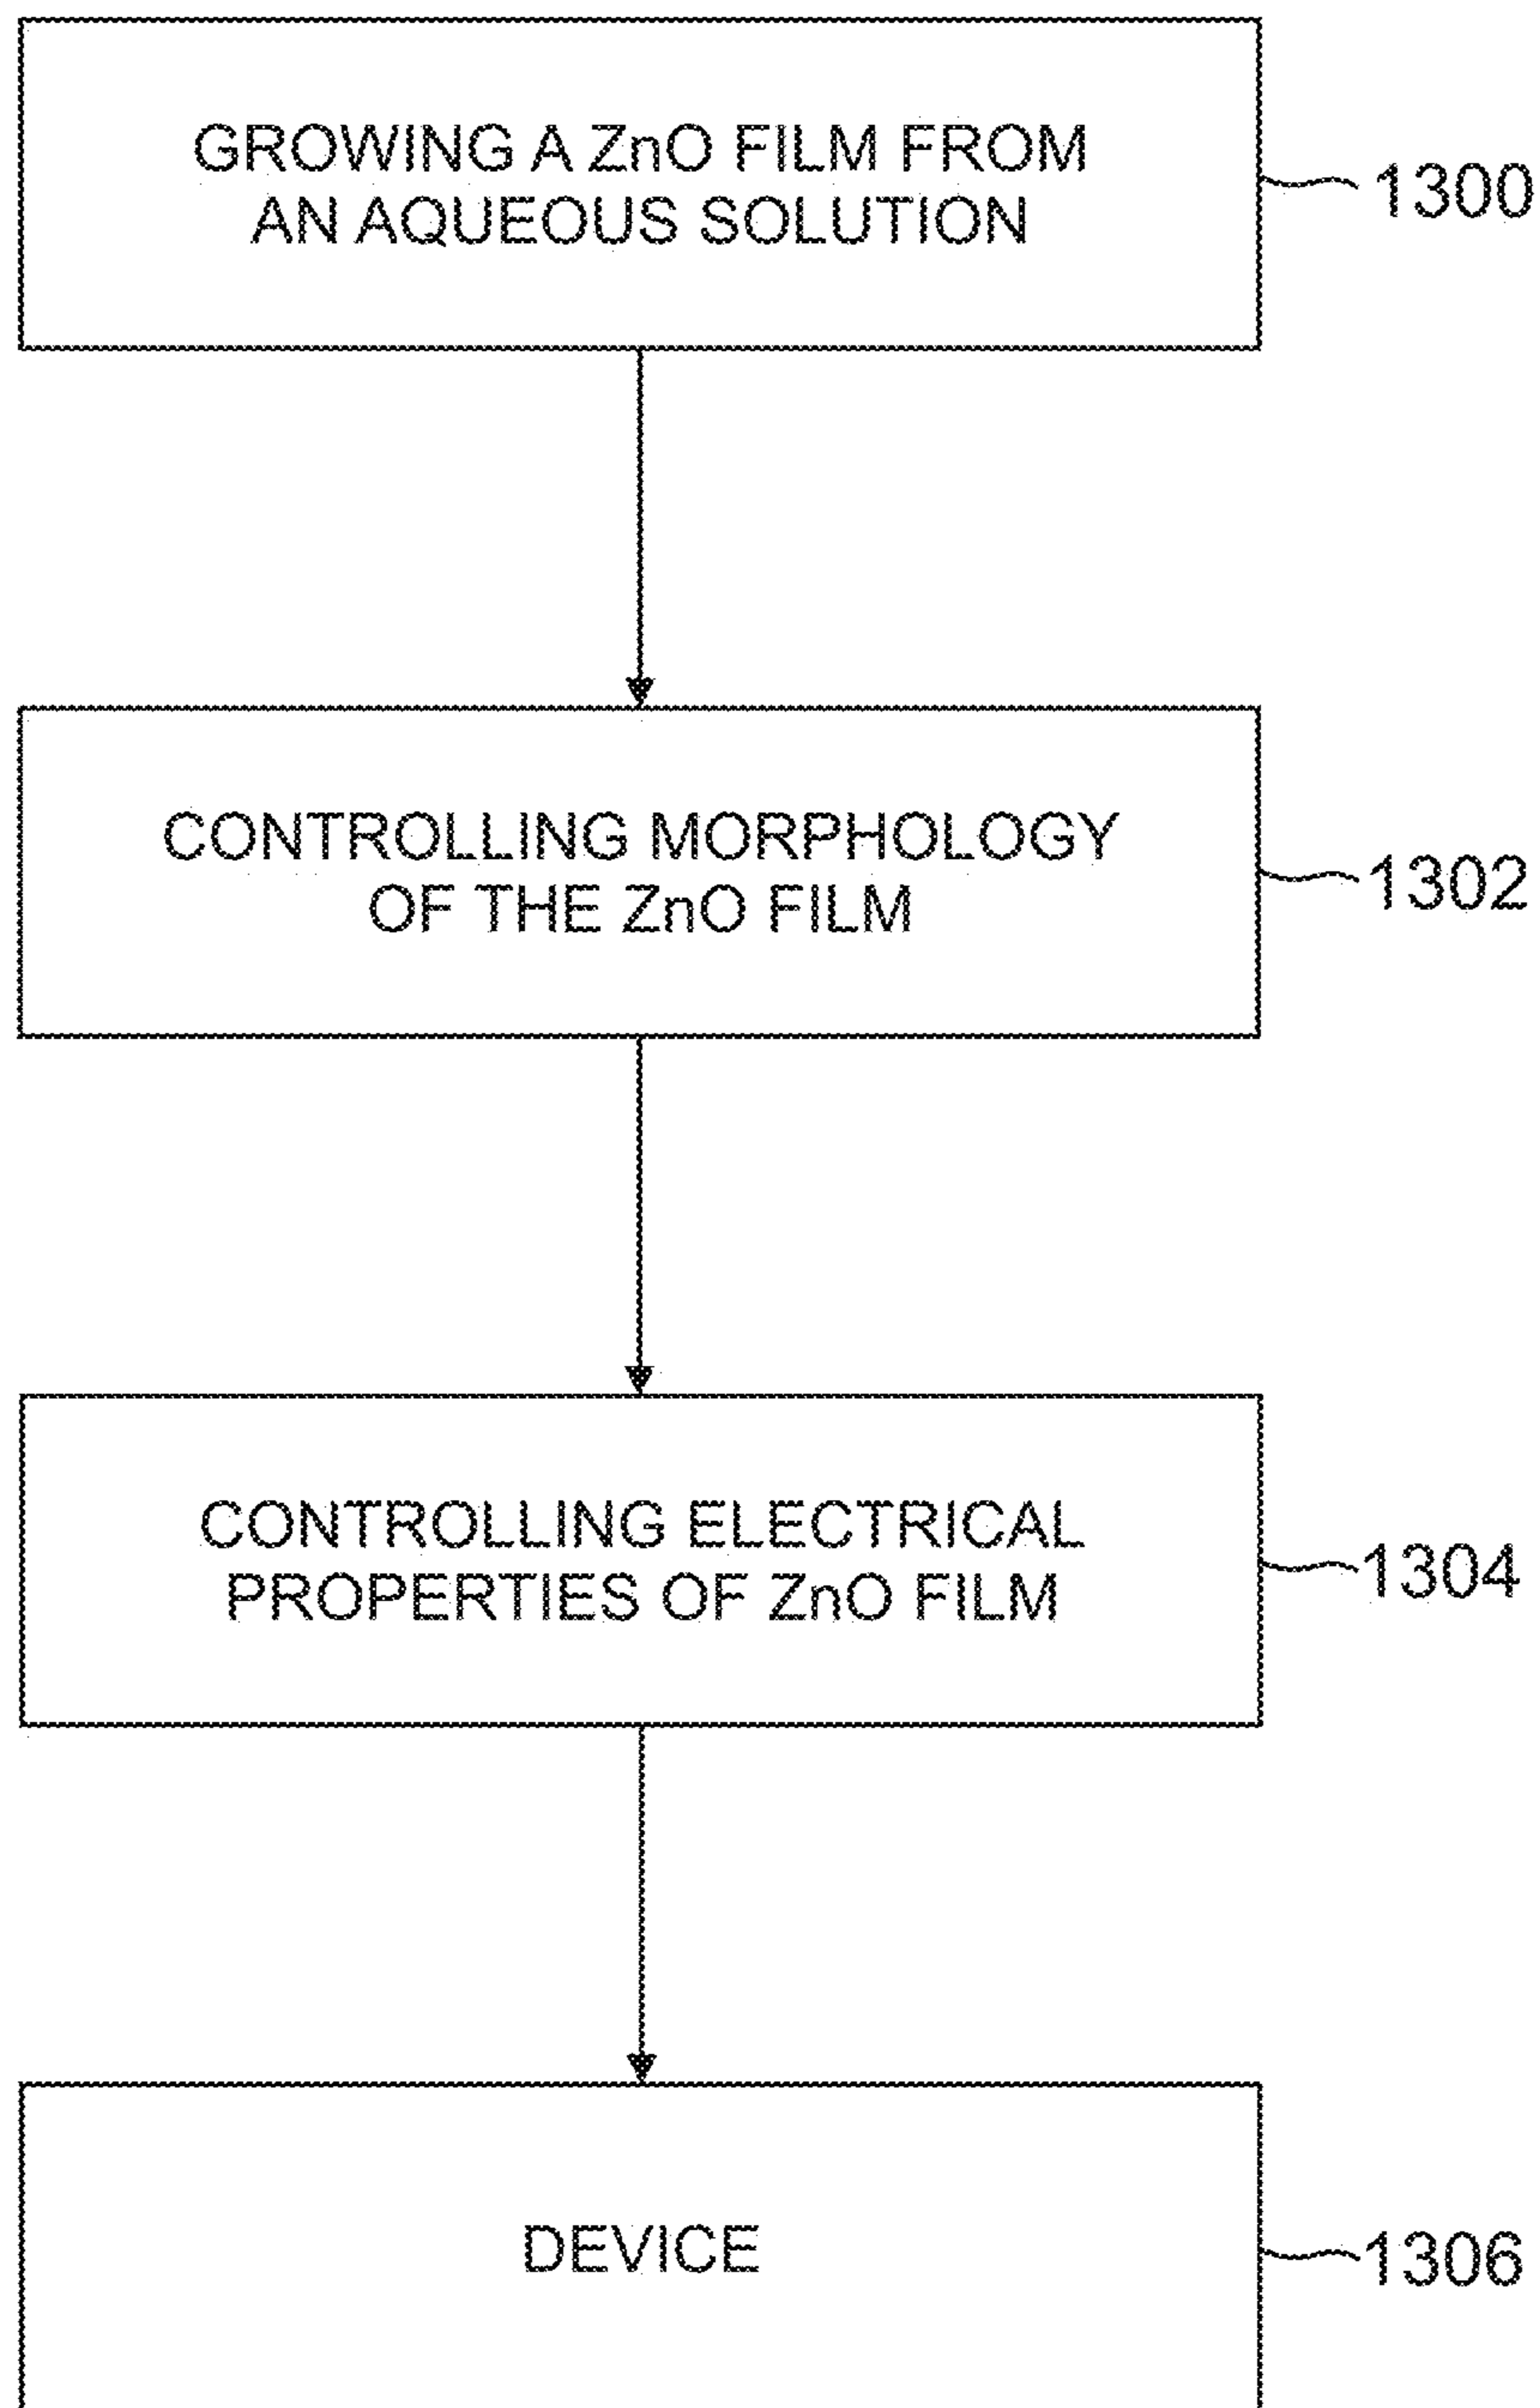 GROWING A ZnO FILM FROM
AN AQUEOUS SOLUTION
1300
CONTROLLING MORPHOLOGY
OF THE ZnO FILM
1302
CONTROLLING ELECTRICAL
PROPERTIES OF ZnO FILM
1304
DEVICE
1306